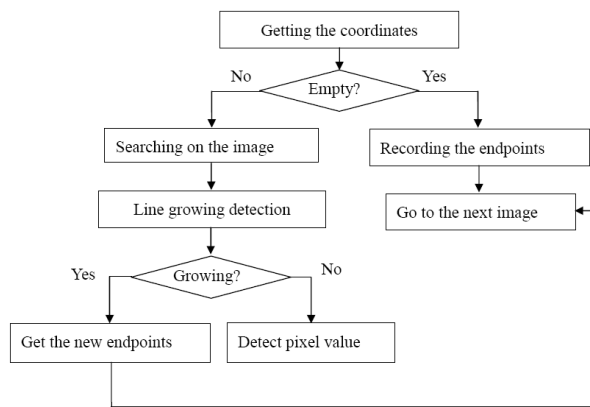 Getting the coordinates
No
Empty?
Yes
Searching on the image
Recording the endpoints
Line growing detection
Go to the next image
Yes
Growing?
No
Get the new endpoints
Detect pixel value